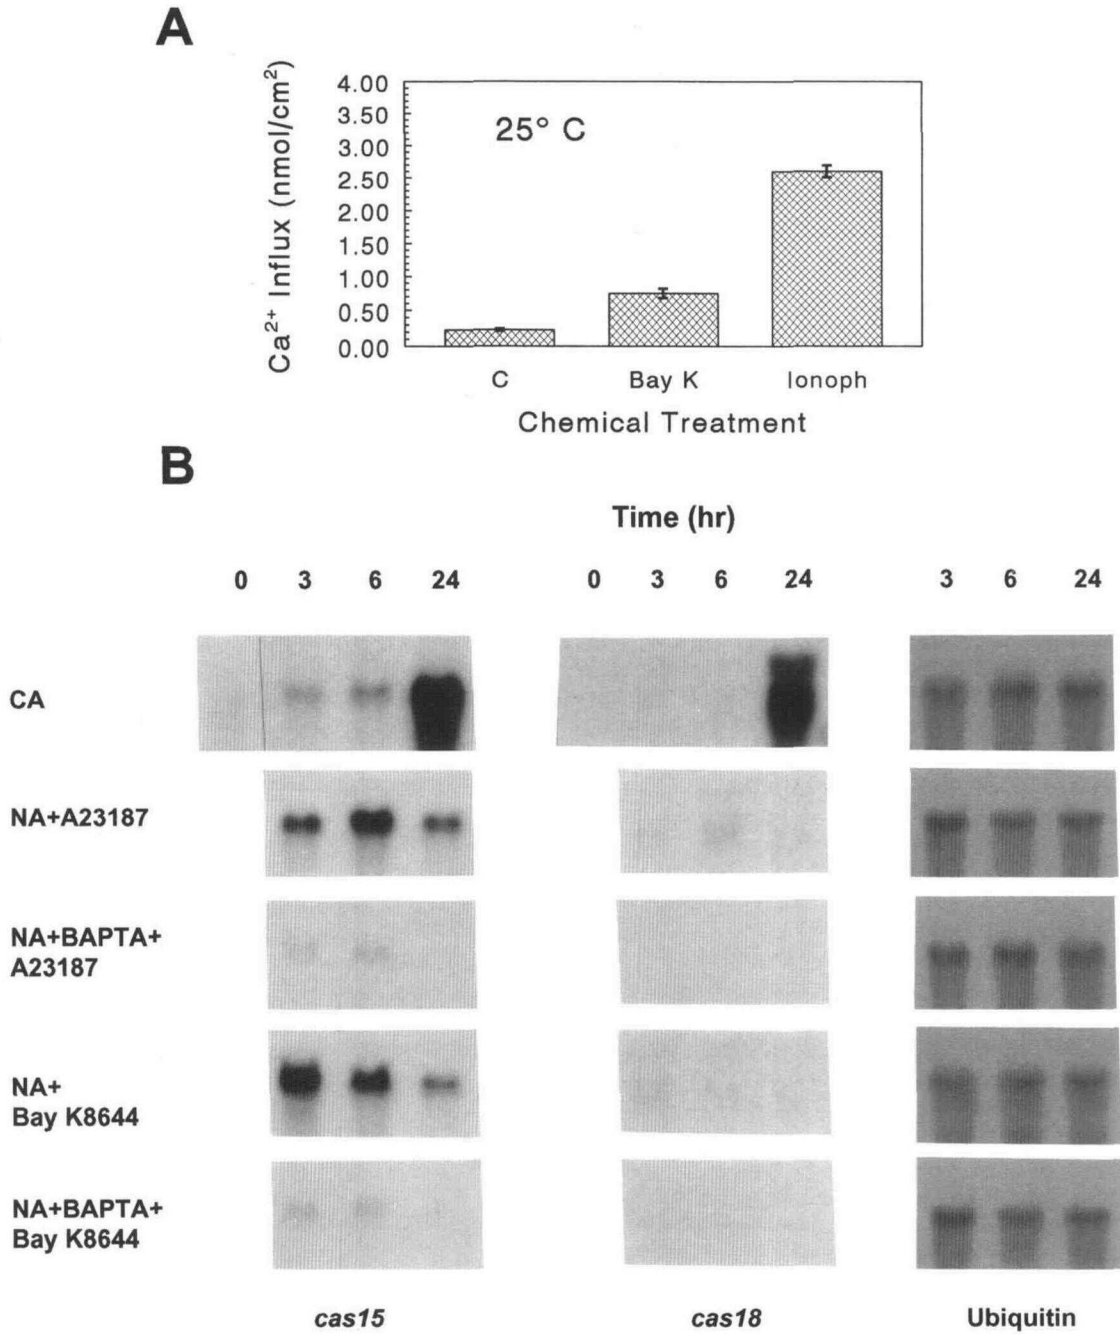 A
4.00
3.50
3.00
2.50
2.00
1.50
1.00
0.50
0.00
Ca2+ Influx (nmol/cm2)
25° C
C Bay K Ionoph
Chemical Treatment
B
Time (hr)
0 3 6 24 0 3 6 24 3 6 24
CA
NA+A23187
NA+BAPTA+
A23187
NA+
Bay K8644
NA+BAPTA+
Bay K8644
cas15 cas18 Ubiquitin